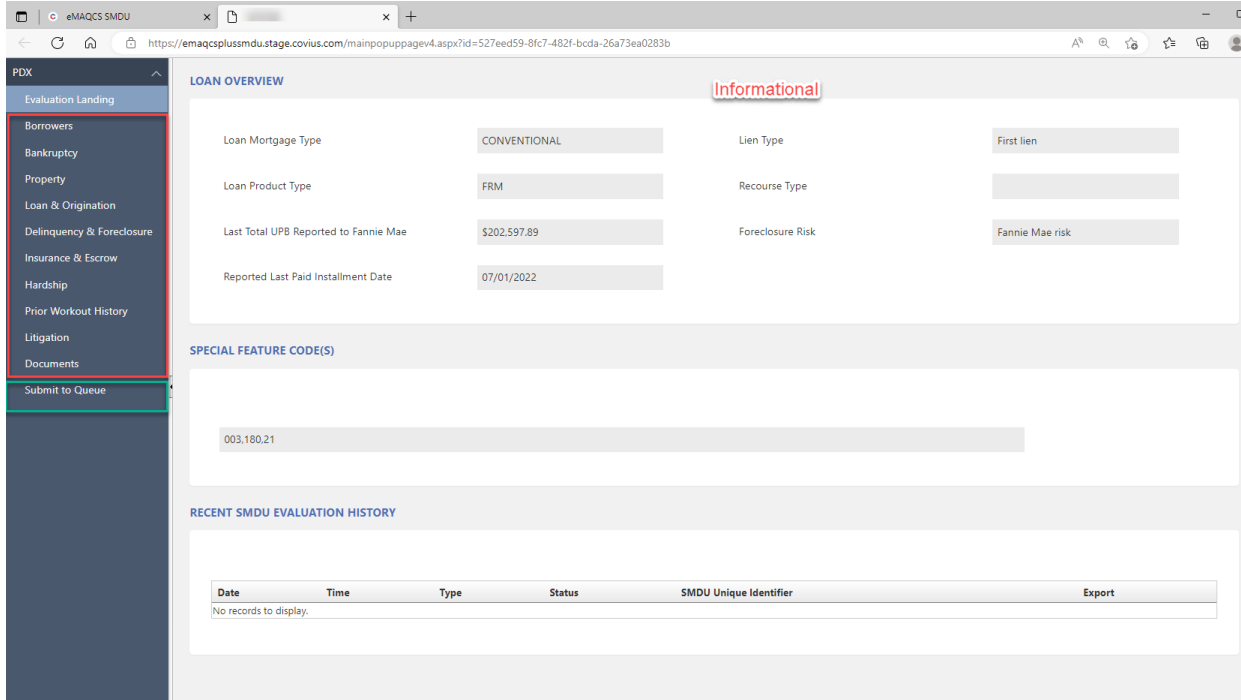 eMAQCS SMDU
https://emaqcsplussmdu.stage.covius.com/mainpopuppagev4.aspx?id=527eed59-8fc7-482f-bcda-26a73ea0283b
PDX
Evaluation Landing
Borrowers
Bankruptcy
Property
Loan & Origination
Delinquency & Foreclosure
Insurance & Escrow
Hardship
Prior Workout History
Litigation
Documents
Submit to Queue
LOAN OVERVIEW
Informational
Loan Mortgage Type CONVENTIONAL Lien Type First lien
Loan Product Type FRM Recourse Type
Last Total UPB Reported to Fannie Mae $202,597.89 Foreclosure Risk Fannie Mae risk
Reported Last Paid Installment Date 07/01/2022
SPECIAL FEATURE CODE(S)
003,180,21
RECENT SMDU EVALUATION HISTORY
Date Time Type Status SMDU Unique Identifier Export
No records to display.